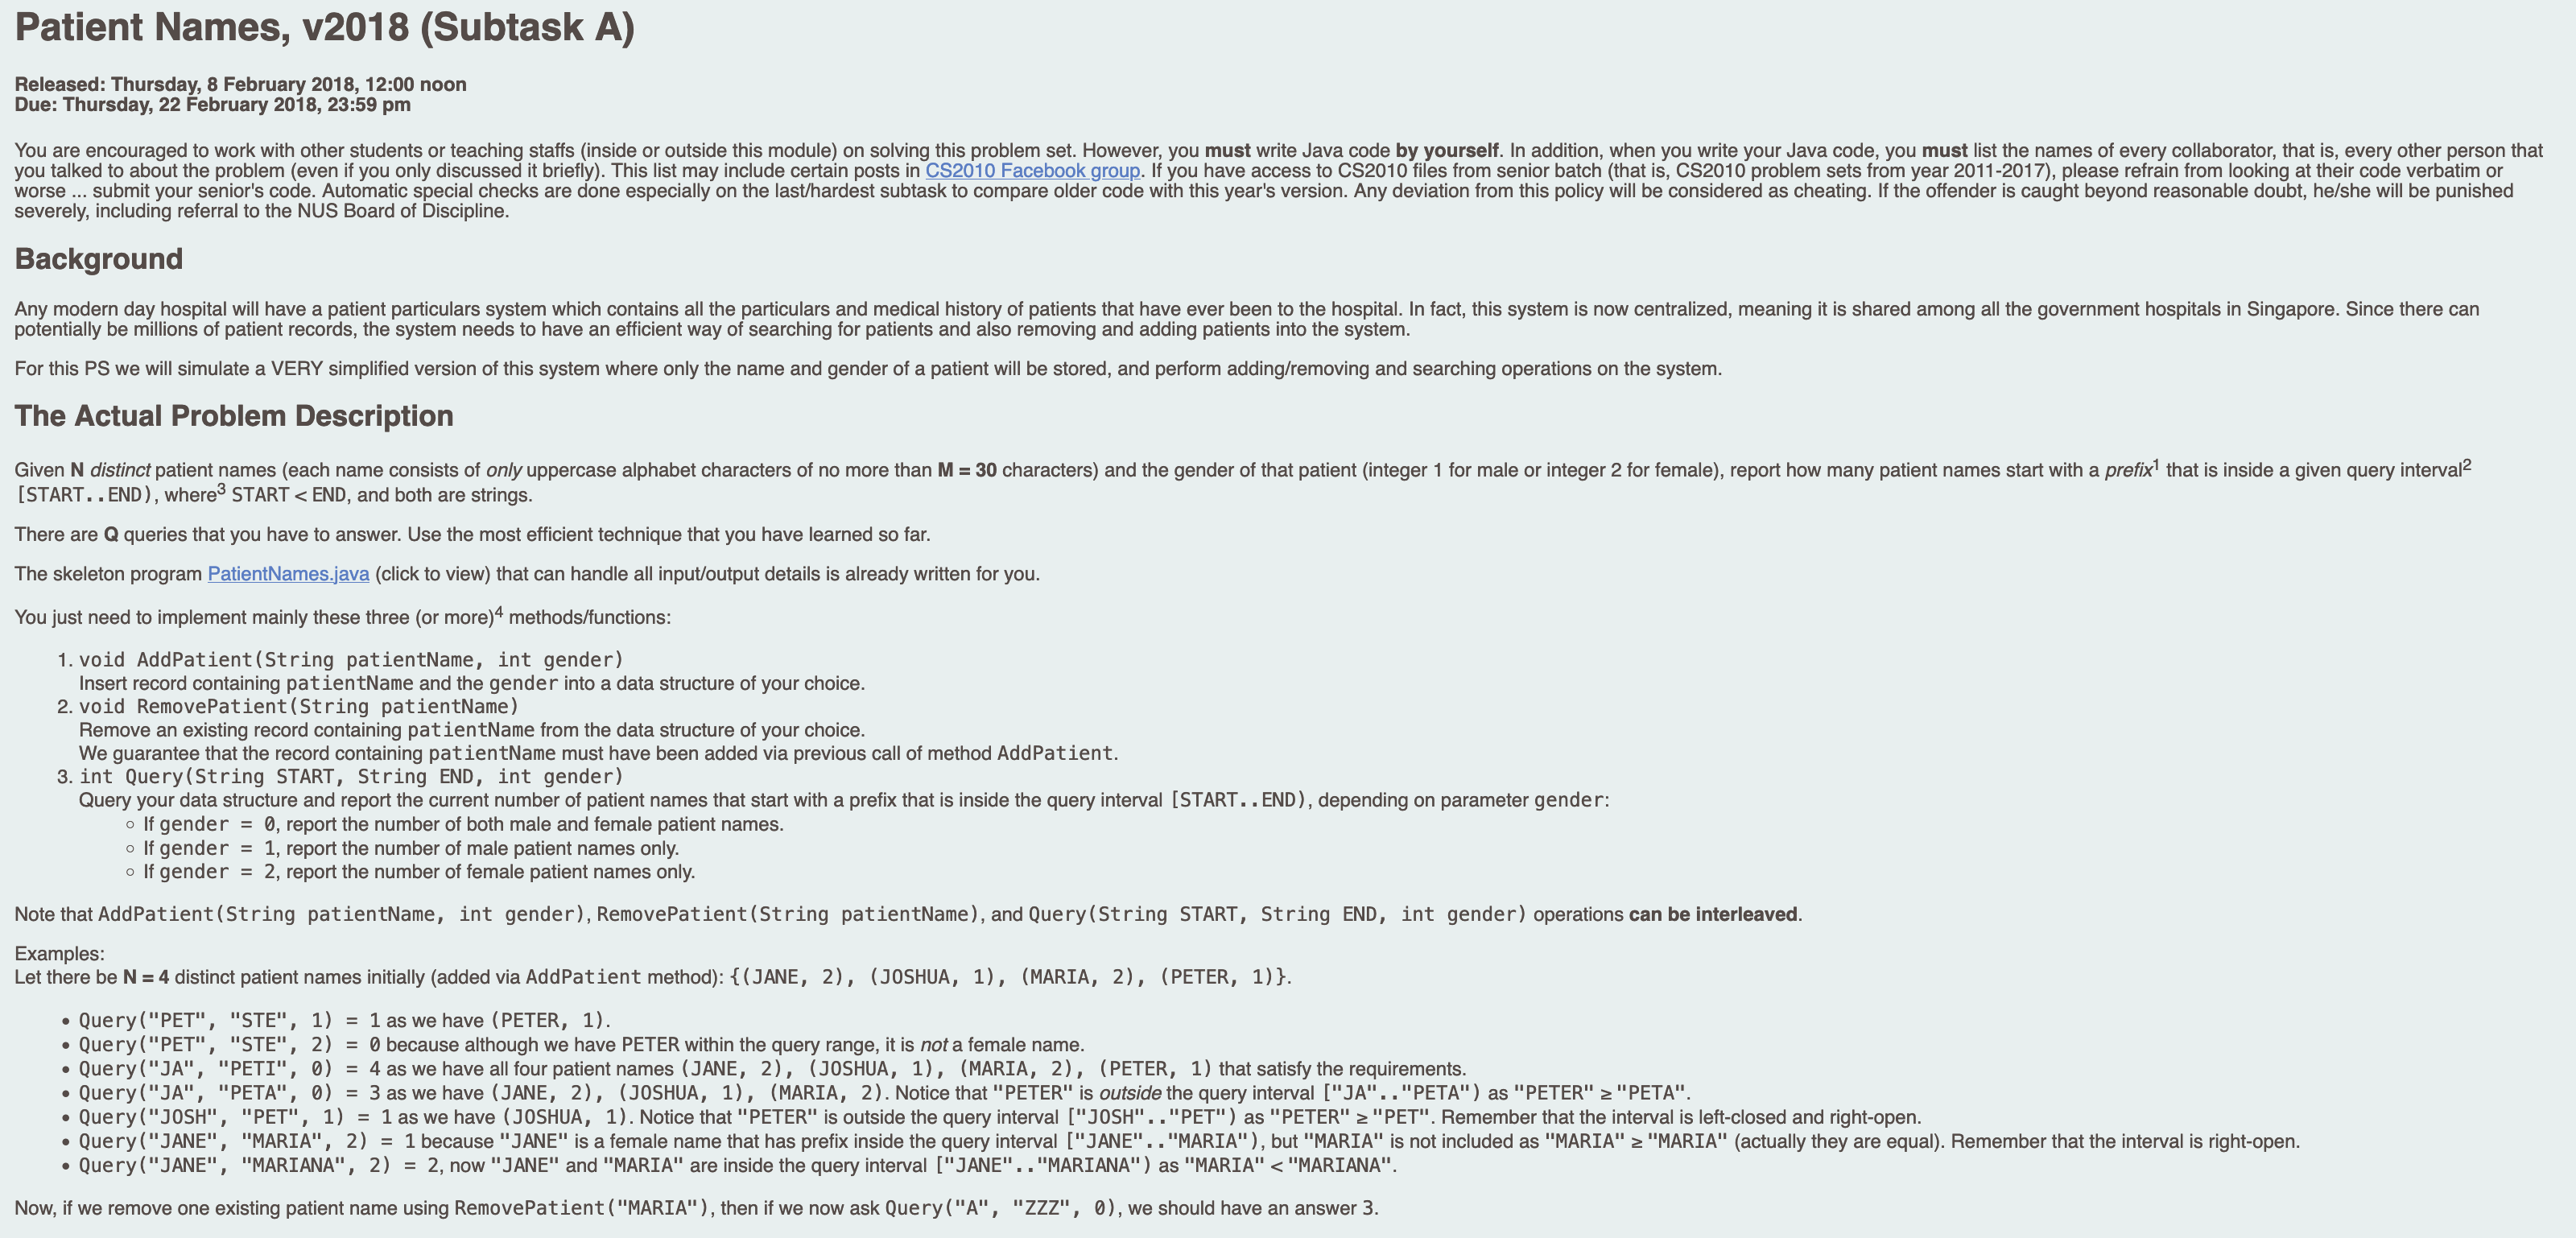 Patient Names, v2018 (Subtask A)
Released: Thursday, 8 February 2018, 12:00 noon
Due: Thursday, 22 February 2018, 23:59 pm
You are encouraged to work with other students or teaching staffs (inside or outside this module) on solving this problem set. However, you must write Java code by yourself. In addition, when you write your Java code, you must list the names of every collaborator, that is, every other person that
you talked to about the problem (even if you only discussed it briefly). This list may include certain posts in CS2010 Facebook group. If you have access to CS2010 files from senior batch (that is, CS2010 problem sets from year 2011-2017), please refrain from looking at their code verbatim or
worse ... submit your senior's code. Automatic special checks are done especially on the last/hardest subtask to compare older code with this year's version. Any deviation from this policy will be considered as cheating. If the offender is caught beyond reasonable doubt, he/she will be punished
severely, including referral to the NUS Board of Discipline.
Background
Any modern day hospital will have a patient particulars system which contains all the particulars and medical history of patients that have ever been to the hospital. In fact, this system is now centralized, meaning it is shared among all the government hospitals in Singapore. Since there can
potentially be millions of patient records, the system needs to have an efficient way of searching for patients and also removing and adding patients into the system.
For this PS we will simulate a VERY simplified version of this system where only the name and gender of a patient will be stored, and perform adding/removing and searching operations on the system.
The Actual Problem Description
Given N distinct patient names (each name consists of only uppercase alphabet characters of no more than M = 30 characters) and the gender of that patient (integer 1 for male or integer 2 for female), report how many patient names start with a prefix1 that is inside a given query interval2
[START..END), where3 START < END, and both are strings.
There are Q queries that you have to answer. Use the most efficient technique that you have learned so far.
The skeleton program PatientNames.java (click to view) that can handle all input/output details is already written for you.
You just need to implement mainly these three (or more)4 methods/functions:
1. void AddPatient(String patientName, int gender)
Insert record containing patientName and the gender into a data structure of your choice.
2. void RemovePatient(String patientName)
Remove an existing record containing patientName from the data structure of your choice.
We guarantee that the record containing patientName must have been added via previous call of method AddPatient.
3. int Query(String START, String END, int gender)
Query your data structure and report the current number of patient names that start with a prefix that is inside the query interval [START..END), depending on parameter gender:
◦ If gender = 0, report the number of both male and female patient names.
◦ If gender = 1, report the number of male patient names only.
◦ If gender = 2, report the number of female patient names only.
Note that AddPatient(String patientName, int gender), RemovePatient(String patientName), and Query(String START, String END, int gender) operations can be interleaved.
Examples:
Let there be N = 4 distinct patient names initially (added via AddPatient method): {(JANE, 2), (JOSHUA, 1), (MARIA, 2), (PETER, 1)}.
• Query("PET", "STE", 1) = 1 as we have (PETER, 1).
• Query("PET", "STE", 2) = 0 because although we have PETER within the query range, it is not a female name.
• Query("JA", "PETI", 0) = 4 as we have all four patient names (JANE, 2), (JOSHUA, 1), (MARIA, 2), (PETER, 1) that satisfy the requirements.
• Query("JA", "PETA", 0) = 3 as we have (JANE, 2), (JOSHUA, 1), (MARIA, 2). Notice that "PETER" is outside the query interval ["JA".."PETA") as "PETER" ≥ "PETA".
• Query("JOSH", "PET", 1) = 1 as we have (JOSHUA, 1). Notice that "PETER" is outside the query interval ["JOSH".."PET") as "PETER" ≥ "PET". Remember that the interval is left-closed and right-open.
• Query("JANE", "MARIA", 2) = 1 because "JANE" is a female name that has prefix inside the query interval ["JANE".."MARIA"), but "MARIA" is not included as "MARIA" ≥ "MARIA" (actually they are equal). Remember that the interval is right-open.
• Query("JANE", "MARIANA", 2) = 2, now "JANE" and "MARIA" are inside the query interval ["JANE".."MARIANA") as "MARIA" < "MARIANA".
Now, if we remove one existing patient name using RemovePatient("MARIA"), then if we now ask Query("A", "ZZZ", 0), we should have an answer 3.